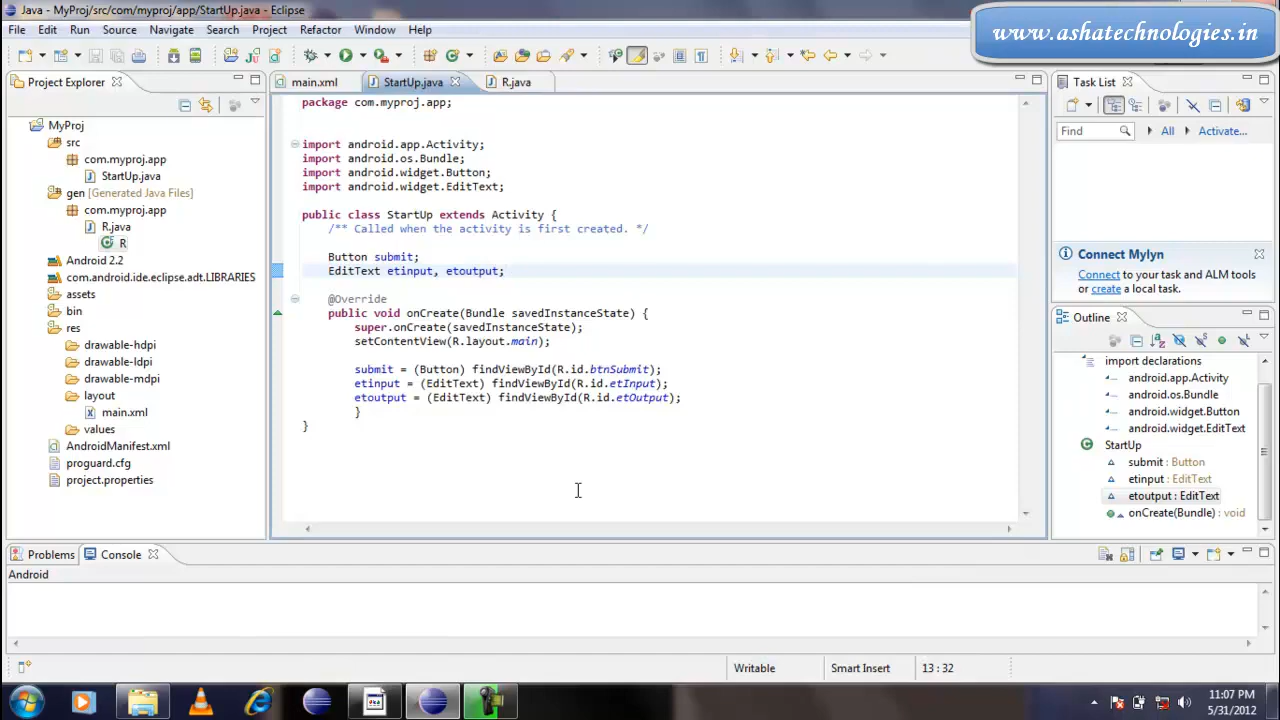 Java - MyProj/src/com/myproj/app/StartUp.java - Eclipse
File Edit Run Source Navigate Search Project Refactor Window Help
www.ashatechnologies.in
Project Explorer
main.xml StartUp.java R.java
Task List
Find All Activate...
MyProj
src
com.myproj.app
StartUp.java
gen [Generated Java Files]
com.myproj.app
R.java
R
Android 2.2
com.android.ide.eclipse.adt.LIBRARIES
assets
bin
res
drawable-hdpi
drawable-ldpi
drawable-mdpi
layout
main.xml
values
AndroidManifest.xml
proguard.cfg
project.properties
package com.myproj.app;
import android.app.Activity;
import android.os.Bundle;
import android.widget.Button;
import android.widget.EditText;
public class StartUp extends Activity {
/** Called when the activity is first created. */
Button submit;
EditText etinput, etoutput;
@Override
public void onCreate(Bundle savedInstanceState) {
super.onCreate(savedInstanceState);
setContentView(R.layout.main);
submit = (Button) findViewById(R.id.btnSubmit);
etinput = (EditText) findViewById(R.id.etInput);
etoutput = (EditText) findViewById(R.id.etOutput);
}
}
Connect Mylyn
Connect to your task and ALM tools
or create a local task.
Outline
import declarations
android.app.Activity
android.os.Bundle
android.widget.Button
android.widget.EditText
StartUp
submit : Button
etinput : EditText
etoutput : EditText
onCreate(Bundle) : void
Problems Console
Android
Writable Smart Insert 13 : 32
11:07 PM
5/31/2012